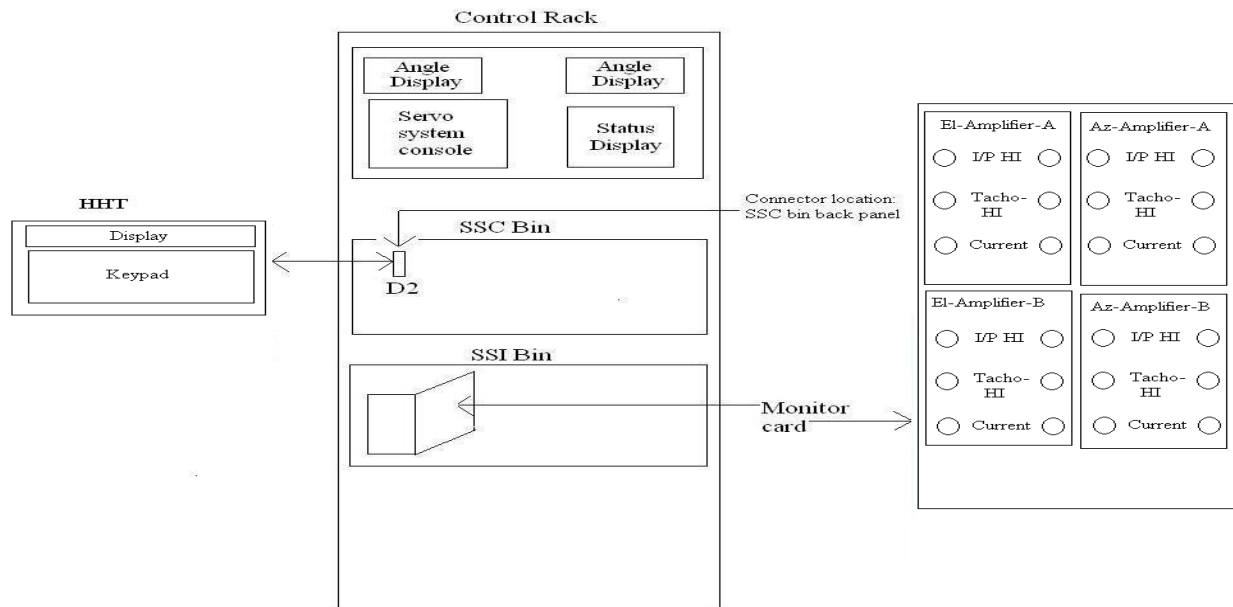 Control Rack
Angle
Display
Angle
Display
Servo
system
console
Status
Display
HHT
Display
Keypad
Connector location:
SSC bin back panel
SSC Bin
D2
SSI Bin
Monitor
card
El-Amplifier-A
I/P HI
Tacho-
HI
Current
Az-Amplifier-A
I/P HI
Tacho-
HI
Current
El-Amplifier-B
I/P HI
Tacho-
HI
Current
Az-Amplifier-B
I/P HI
Tacho-
HI
Current